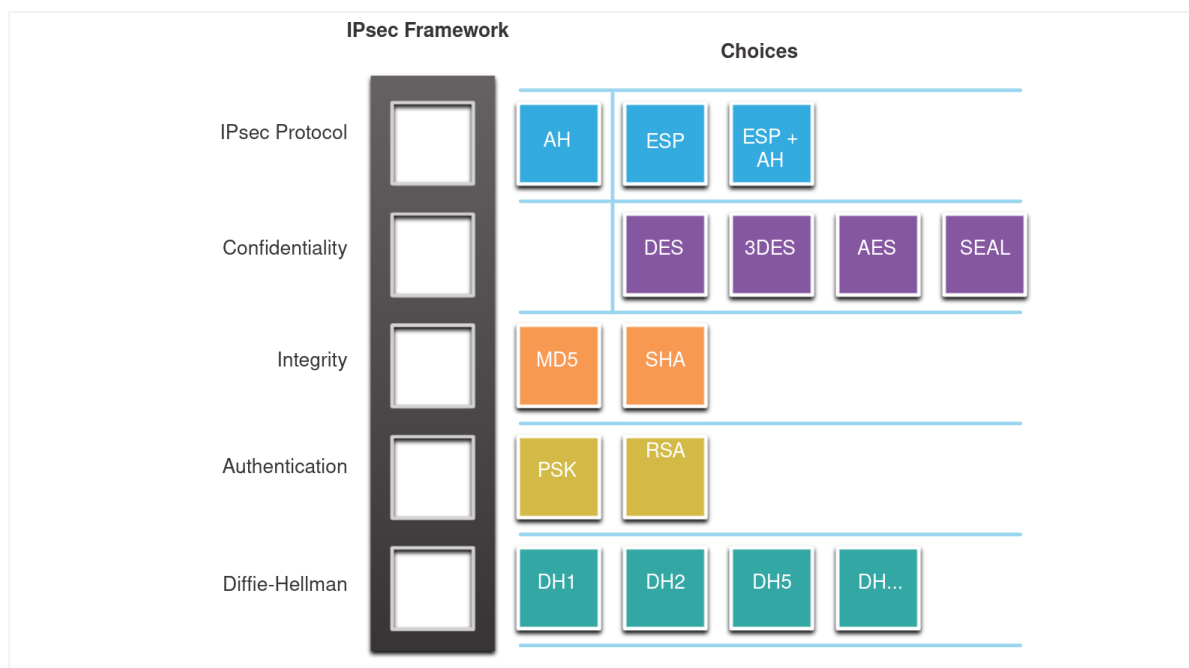 IPsec Framework
Choices
IPsec Protocol
AH
ESP
ESP +
AH
Confidentiality
DES
3DES
AES
SEAL
Integrity
MD5
SHA
Authentication
PSK
RSA
Diffie-Hellman
DH1
DH2
DH5
DH...